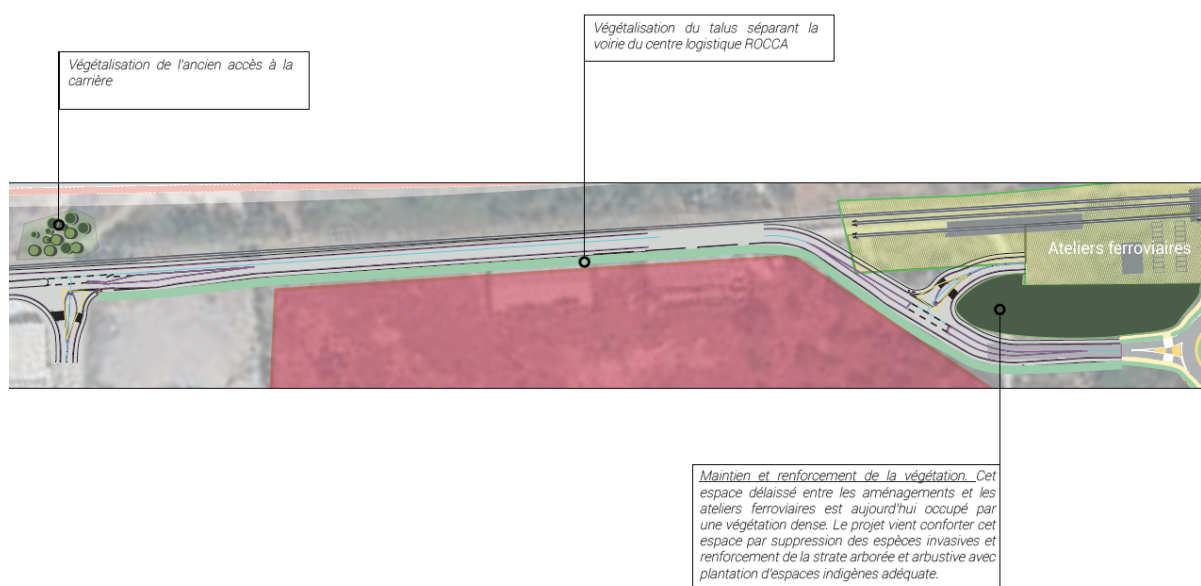 Végétalisation du talus séparant la
voirie du centre logistique ROCCA
Végétalisation de l'ancien accès à la
carrière
Ateliers ferroviaires
Maintien et renforcement de la végétation. Cet
espace délaissé entre les aménagements et les
ateliers ferroviaires est aujourd'hui occupé par
une végétation dense. Le projet vient conforter cet
espace par suppression des espèces invasives et
renforcement de la strate arborée et arbustive avec
plantation d'espaces indigènes adéquate.